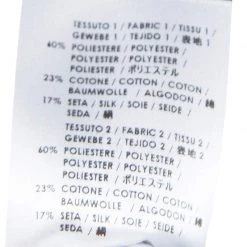 TESSUTO 1 / FABRIC 1 / TISSU 1 /
GEWEBE 1 / TEJIDO 1 / 表地 1
60% POLIESTERE / POLYESTER /
POLYESTER / POLYESTER /
POLIESTER / ポリエステル
23% COTONE / COTTON / COTON /
BAUMWOLLE / ALGODON / 綿
17% SETA / SILK / SOIE / SEIDE /
SEDA / 絹
TESSUTO 2 / FABRIC 2 / TISSU 2 /
GEWEBE 2 / TEJIDO 2 / 表地 2
60% POLIESTERE / POLYESTER /
POLYESTER / POLYESTER /
POLIESTER / ポリエステル
23% COTONE / COTTON / COTON /
BAUMWOLLE / ALGODON / 綿
17% SETA / SILK / SOIE / SEIDE /
SEDA / 絹